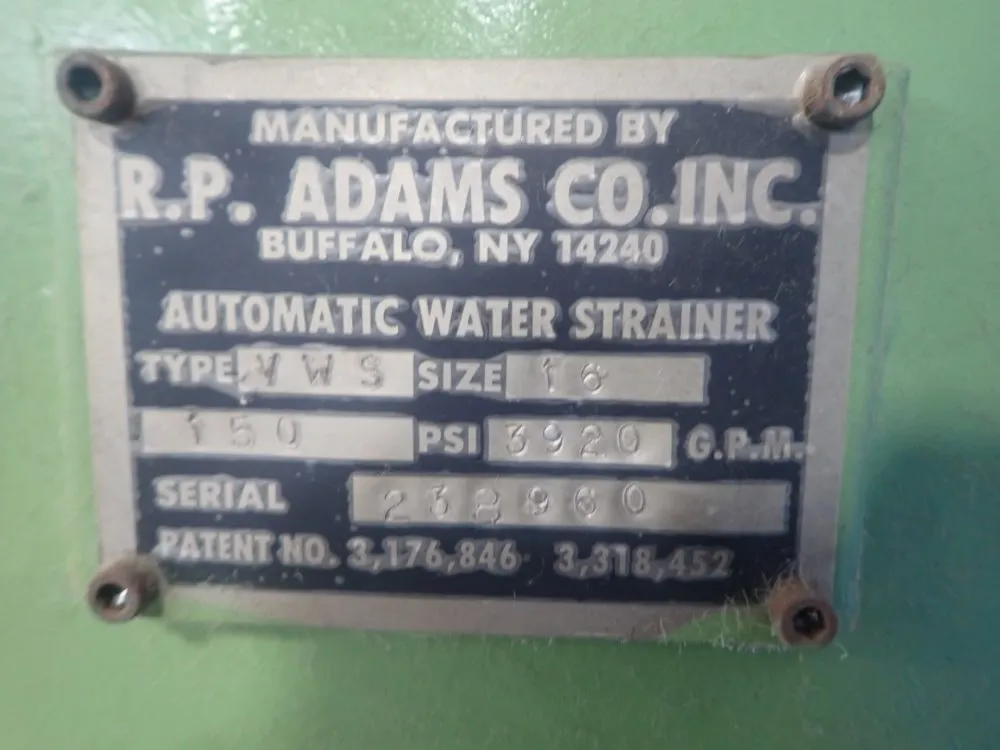 MANUFACTURED BY
R.P. ADAMS CO. INC.
BUFFALO, NY 14240
AUTOMATIC WATER STRAINER
TYPE VWS SIZE 16
150 PSI 3920 G.P.M.
SERIAL 238960
PATENT NO. 3,176,846 3,318,452